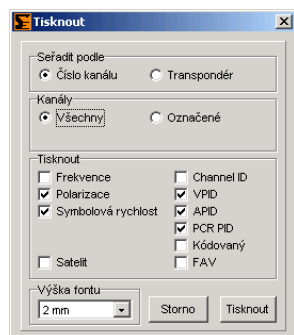 Tisknout
Seřadit podle
Číslo kanálu Transpondér
Kanály
Všechny Označené
Tisknout
Frekvence Channel ID
Polarizace VPID
Symbolová rychlost APID
PCR PID
Kódovaný
Satelit FAV
Výška fontu
2 mm Storno Tisknout